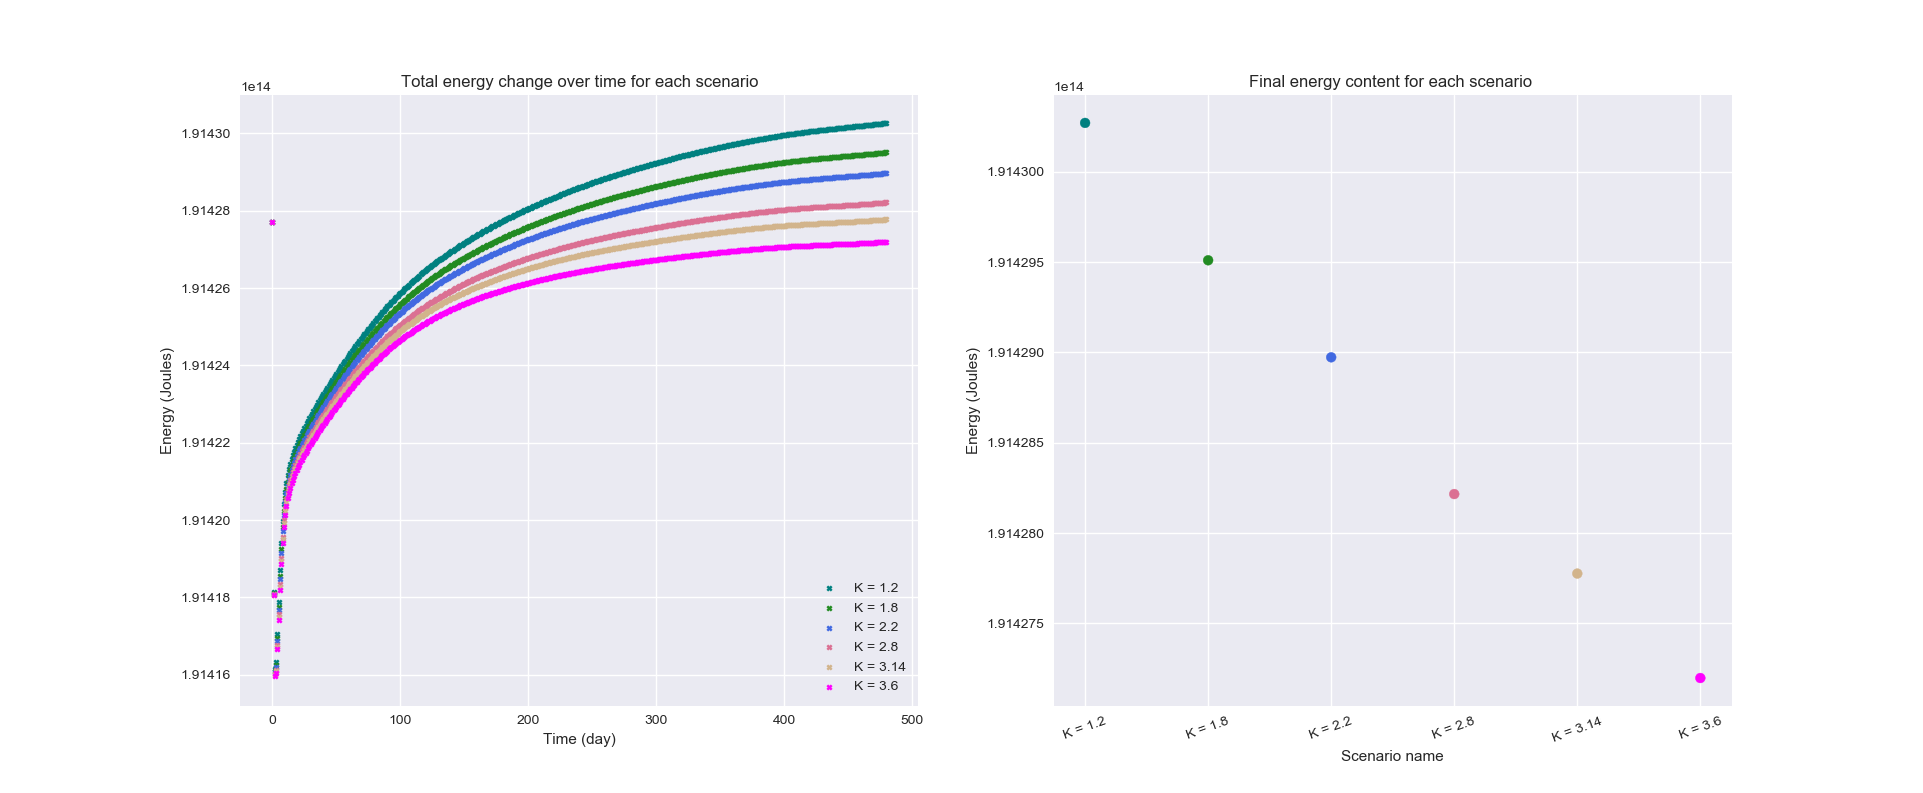 Total energy change over time for each scenario
1e14
1.91430
1.91428
1.91426
1.91424
1.91422
1.91420
1.91418
1.91416
Energy (Joules)
0
100
200
300
400
500
Time (day)
K = 1.2
K = 1.8
K = 2.2
K = 2.8
K = 3.14
K = 3.6
Final energy content for each scenario
1e14
1.914300
1.914295
1.914290
1.914285
1.914280
1.914275
Energy (Joules)
K = 1.2
K = 1.8
K = 2.2
K = 2.8
K = 3.14
K = 3.6
Scenario name